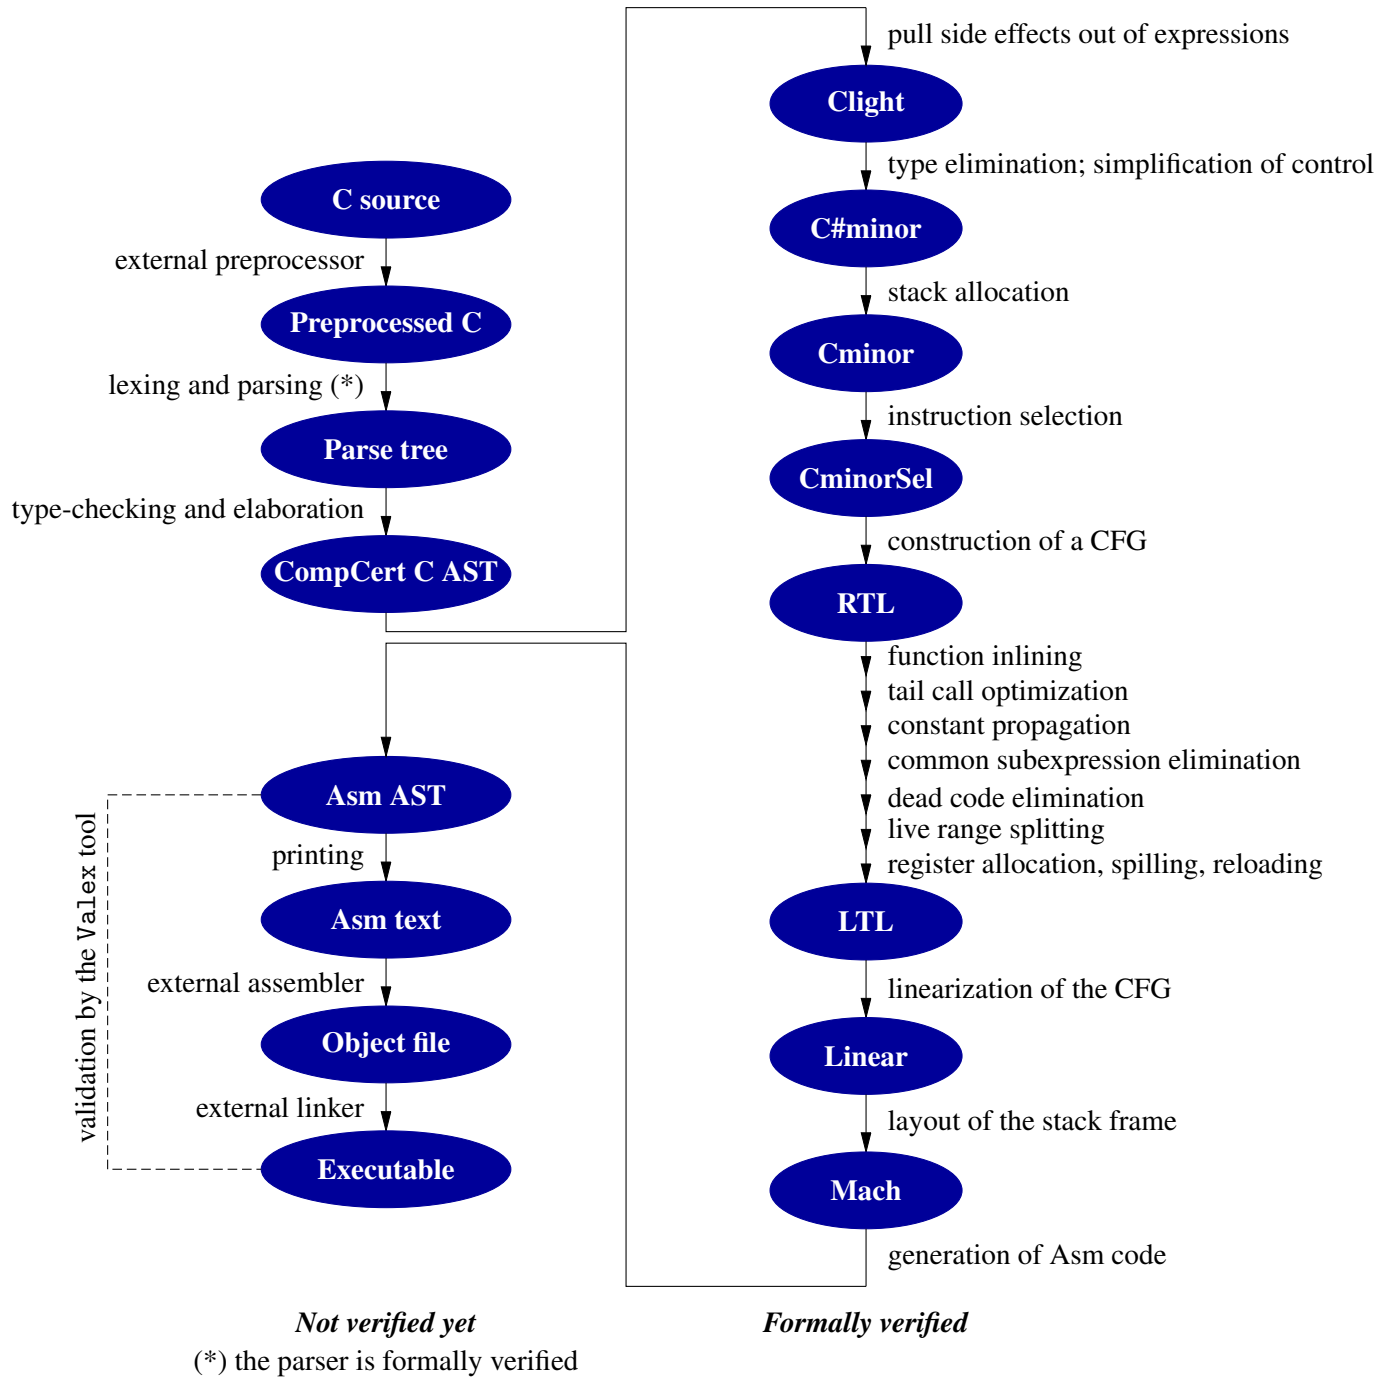 C source
external preprocessor
Preprocessed C
lexing and parsing (*)
Parse tree
type-checking and elaboration
CompCert C AST
pull side effects out of expressions
Clight
type elimination; simplification of control
C#minor
stack allocation
Cminor
instruction selection
CminorSel
construction of a CFG
RTL
function inlining
tail call optimization
constant propagation
common subexpression elimination
dead code elimination
live range splitting
register allocation, spilling, reloading
LTL
linearization of the CFG
Linear
layout of the stack frame
Mach
generation of Asm code
Asm AST
printing
Asm text
external assembler
Object file
external linker
Executable
validation by the Valex tool
Not verified yet
(*) the parser is formally verified
Formally verified